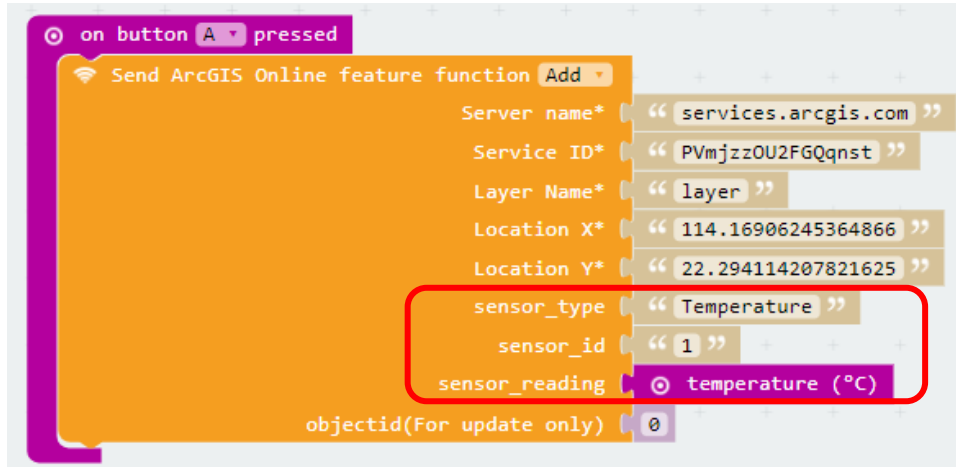 on button A pressed
Send ArcGIS Online feature function Add
Server name* “ services.arcgis.com ”
Service ID* “ PVmjzzOU2FGQqnst ”
Layer Name* “ layer ”
Location X* “ 114.16906245364866 ”
Location Y* “ 22.294114207821625 ”
sensor_type “ Temperature ”
sensor_id “ 1 ”
sensor_reading temperature (°C)
objectid(For update only) 0